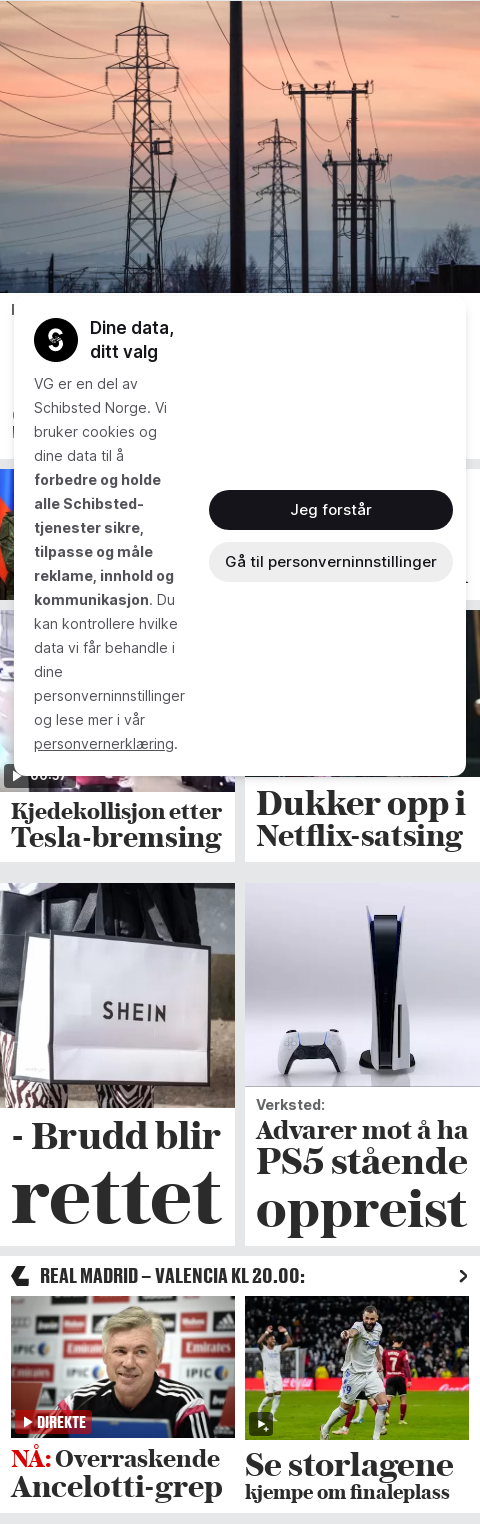 Dine data,
ditt valg
VG er en del av
Schibsted Norge. Vi
bruker cookies og
dine data til å
forbedre og holde
alle Schibsted-
tjenester sikre,
tilpasse og måle
reklame, innhold og
kommunikasjon. Du
kan kontrollere hvilke
data vi får behandle i
dine
personverninnstillinger
og lese mer i vår
personvernerklæring.
Jeg forstår
Gå til personverninnstillinger
Kjedekollisjon etter
Tesla-bremsing
Dukker opp i
Netflix-satsing
SHEIN
- Brudd blir
rettet
Verksted:
Advarer mot å ha
PS5 stående
oppreist
REAL MADRID – VALENCIA KL 20.00:
IPIC
Emirates
DIREKTE
7
NÅ: Overraskende
Ancelotti-grep
Se storlagene
kjempe om finaleplass